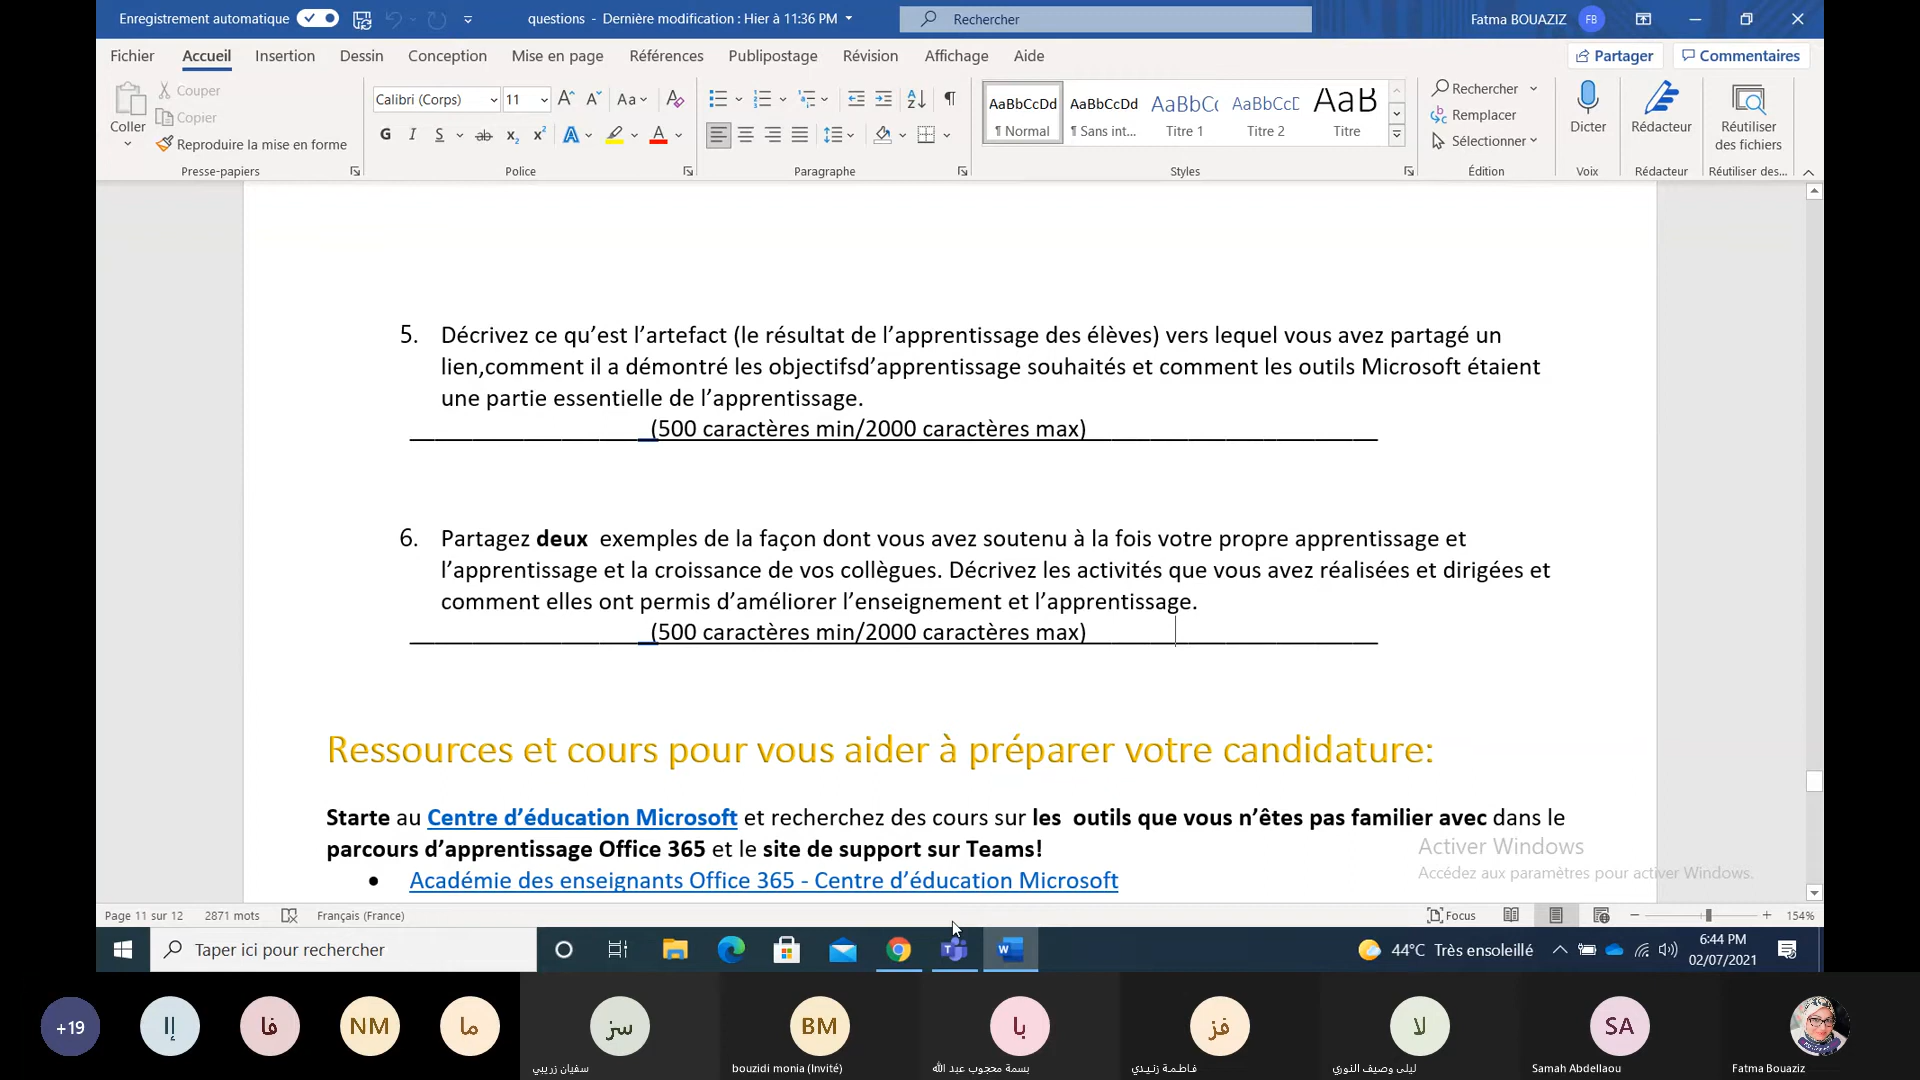 Enregistrement automatique
questions - Dernière modification : Hier à 11:36 PM
Rechercher
Fatma BOUAZIZ FB
Fichier Accueil Insertion Dessin Conception Mise en page Références Publipostage Révision Affichage Aide
Partager Commentaires
Coller
Couper
Copier
Reproduire la mise en forme
Presse-papiers
Calibri (Corps) 11
Aa
G I S ab x₂ x² A A
Police
Paragraphe
AaBbCcDd AaBbCcDd AaBbCc AaBbCcD AaB
¶ Normal ¶ Sans int... Titre 1 Titre 2 Titre
Styles
Rechercher
Remplacer
Sélectionner
Édition
Dicter
Voix
Rédacteur
Rédacteur
Réutiliser des fichiers
Réutiliser des...
5. Décrivez ce qu’est l’artefact (le résultat de l’apprentissage des élèves) vers lequel vous avez partagé un
lien,comment il a démontré les objectifsd’apprentissage souhaités et comment les outils Microsoft étaient
une partie essentielle de l’apprentissage.
(500 caractères min/2000 caractères max)
6. Partagez deux exemples de la façon dont vous avez soutenu à la fois votre propre apprentissage et
l’apprentissage et la croissance de vos collègues. Décrivez les activités que vous avez réalisées et dirigées et
comment elles ont permis d’améliorer l’enseignement et l’apprentissage.
(500 caractères min/2000 caractères max)
Ressources et cours pour vous aider à préparer votre candidature:
Starte au Centre d’éducation Microsoft et recherchez des cours sur les outils que vous n’êtes pas familier avec dans le
parcours d’apprentissage Office 365 et le site de support sur Teams!
• Académie des enseignants Office 365 - Centre d’éducation Microsoft
Activer Windows
Accédez aux paramètres pour activer Windows.
Page 11 sur 12 2871 mots Français (France)
Focus 154%
Taper ici pour rechercher
44°C Très ensoleillé
6:44 PM
02/07/2021
+19 إا فا NM ما سز BM با فز لا SA
سفيان زريبي bouzidi monia (Invité) بسمة محجوب عبد الله فاطمة زنيدي ليلى وصيف النوري Samah Abdellaou Fatma Bouaziz